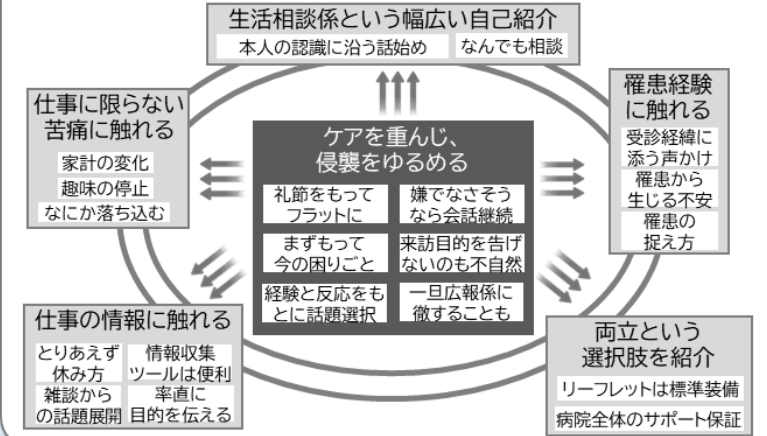 生活相談係という幅広い自己紹介
本人の認識に沿う話始め
なんでも相談
仕事に限らない
苦痛に触れる
家計の変化
趣味の停止
なにか落ち込む
ケアを重んじ、
侵襲をゆるめる
礼節をもって
フラットに
嫌でなさそう
なら会話継続
まずもって
今の困りごと
来訪目的を告げ
ないのも不自然
経験と反応をも
とに話題選択
一旦広報係に
徹することも
罹患経験
に触れる
受診経緯に
添う声かけ
罹患から
生じる不安
罹患の
捉え方
仕事の情報に触れる
とりあえず
休み方
情報収集
ツールは便利
雑談から
の話題展開
率直に
目的を伝える
両立という
選択肢を紹介
リーフレットは標準装備
病院全体のサポート保証